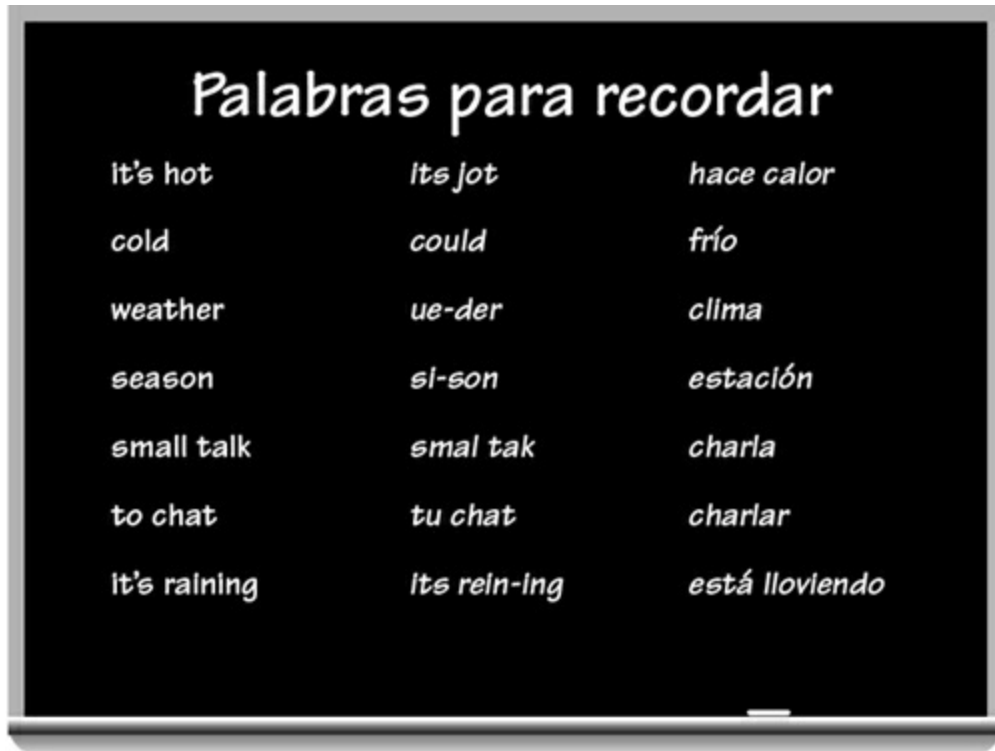 Palabras para recordar
it's hot its jot hace calor
cold could frío
weather ue-der clima
season si-son estación
small talk smal tak charla
to chat tu chat charlar
it's raining its rein-ing está lloviendo